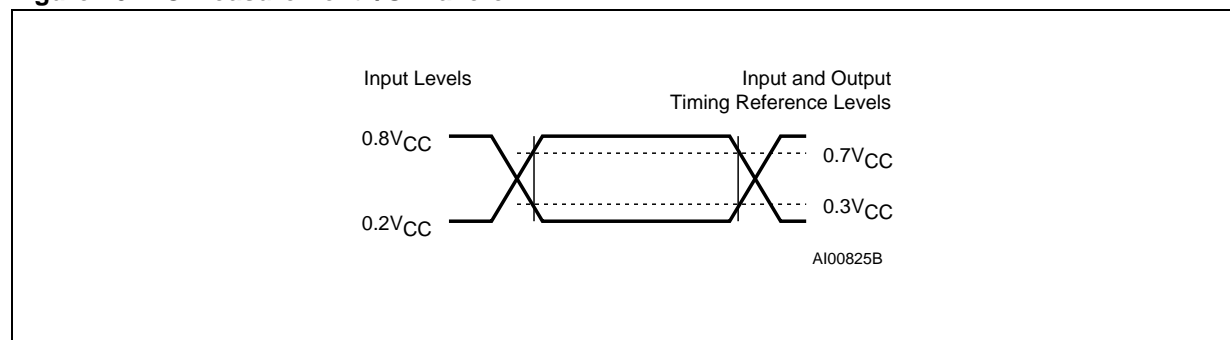 Input Levels
Input and Output
Timing Reference Levels
0.8VCC
0.7VCC
0.3VCC
0.2VCC
AI00825B